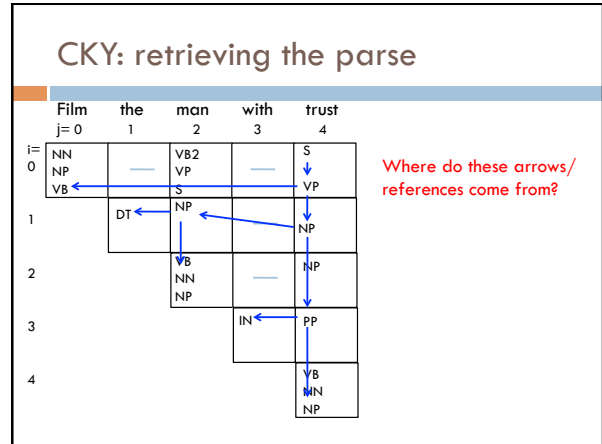 CKY: retrieving the parse
Film the man with trust
j= 0 1 2 3 4
i=
0
NN
NP
VB
VB2
VP
S
S
VP
Where do these arrows/
references come from?
1
DT
NP
NP
2
VB
NN
NP
NP
3
IN
PP
4
VB
NN
NP